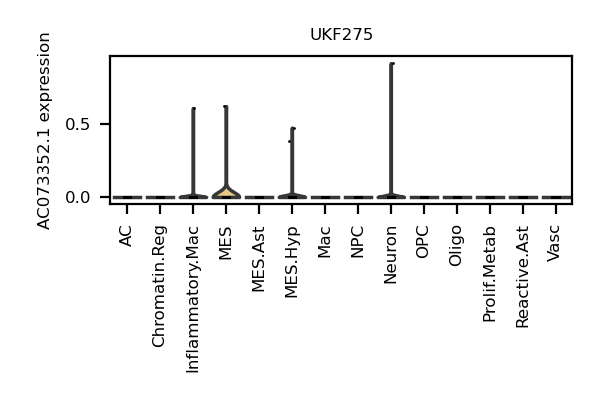 UKF275
AC073352.1 expression
0.5
0.0
AC
Chromatin.Reg
Inflammatory.Mac
MES
MES.Ast
MES.Hyp
Mac
NPC
Neuron
OPC
Oligo
Prolif.Metab
Reactive.Ast
Vasc